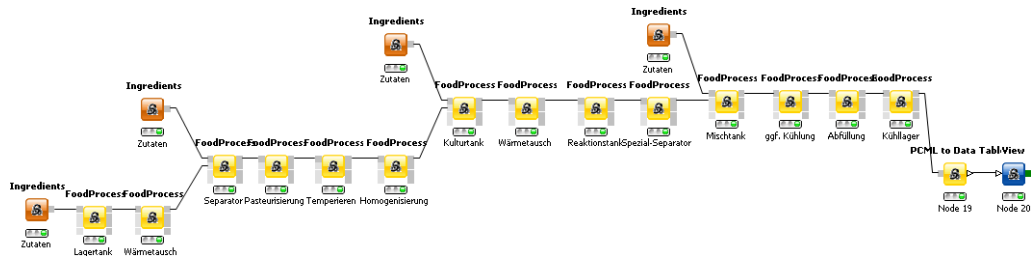 Ingredients
Zutaten
FoodProcess
Lagertank
FoodProcess
Wärmetausch
Ingredients
Zutaten
FoodProcess
Separator
FoodProcess
Pasteurisierung
FoodProcess
Temperieren
FoodProcess
Homogenisierung
Ingredients
Zutaten
FoodProcess
Kulturtank
FoodProcess
Wärmetausch
FoodProcess
Reaktionstank
FoodProcess
Spezial-Separator
Ingredients
Zutaten
FoodProcess
Mischtank
FoodProcess
ggf. Kühlung
FoodProcess
Abfüllung
FoodProcess
Kühllager
PCML to Data Table
Node 19
View
Node 20